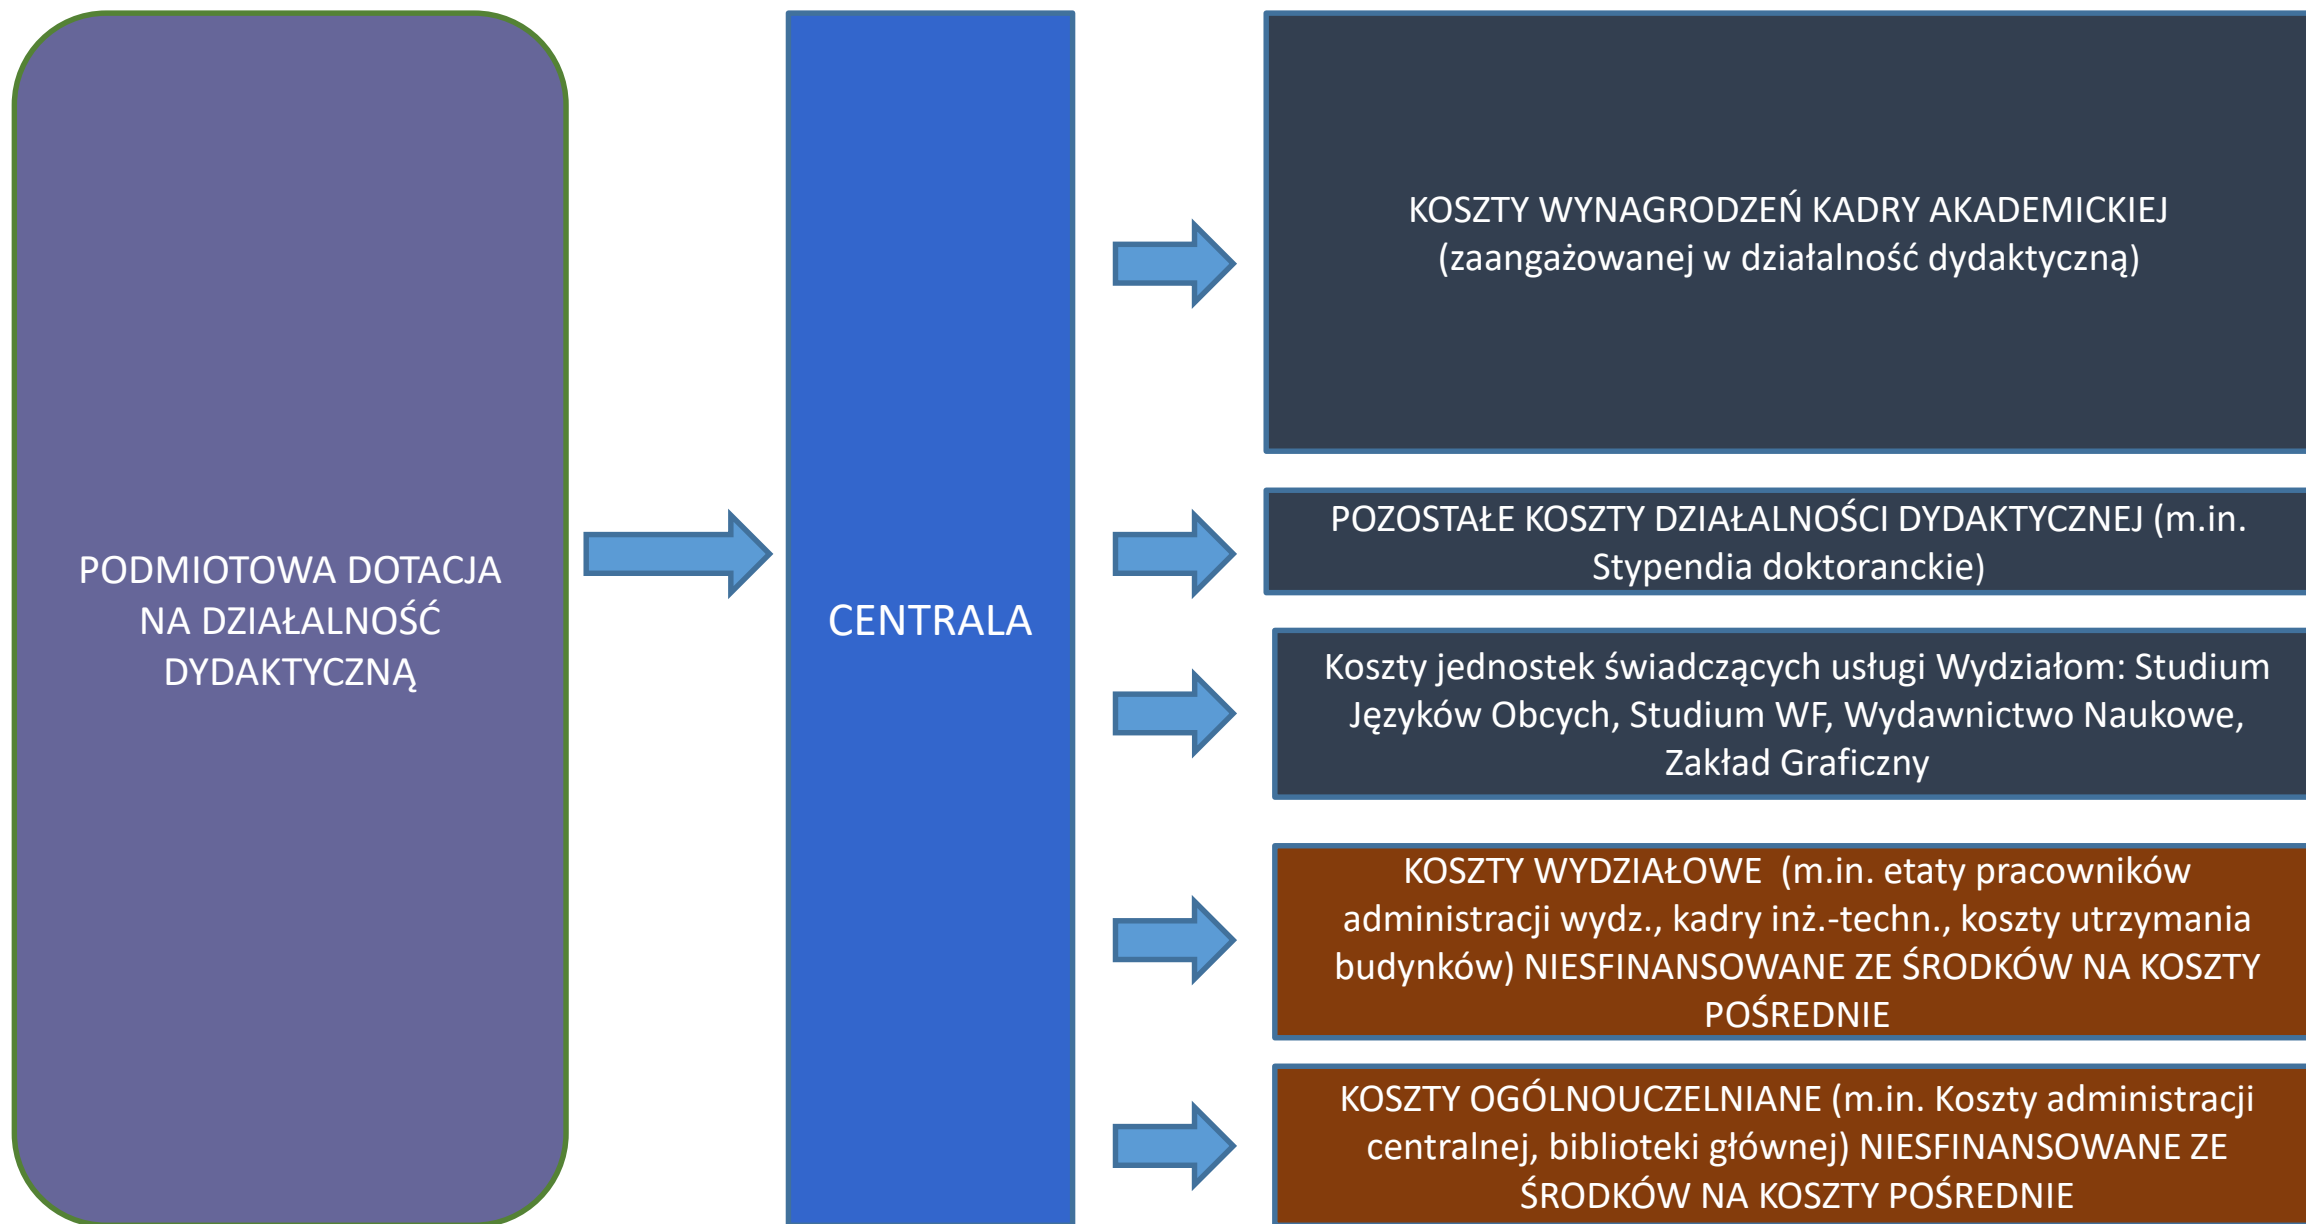 PODMIOTOWA DOTACJA
NA DZIAŁALNOŚĆ
DYDAKTYCZNĄ
CENTRALA
KOSZTY WYNAGRODZEŃ KADRY AKADEMICKIEJ
(zaangażowanej w działalność dydaktyczną)
POZOSTAŁE KOSZTY DZIAŁALNOŚCI DYDAKTYCZNEJ (m.in.
Stypendia doktoranckie)
Koszty jednostek świadczących usługi Wydziałom: Studium
Języków Obcych, Studium WF, Wydawnictwo Naukowe,
Zakład Graficzny
KOSZTY WYDZIAŁOWE (m.in. etaty pracowników
administracji wydz., kadry inż.-techn., koszty utrzymania
budynków) NIESFINANSOWANE ZE ŚRODKÓW NA KOSZTY
POŚREDNIE
KOSZTY OGÓLNOUCZELNIANE (m.in. Koszty administracji
centralnej, biblioteki głównej) NIESFINANSOWANE ZE
ŚRODKÓW NA KOSZTY POŚREDNIE